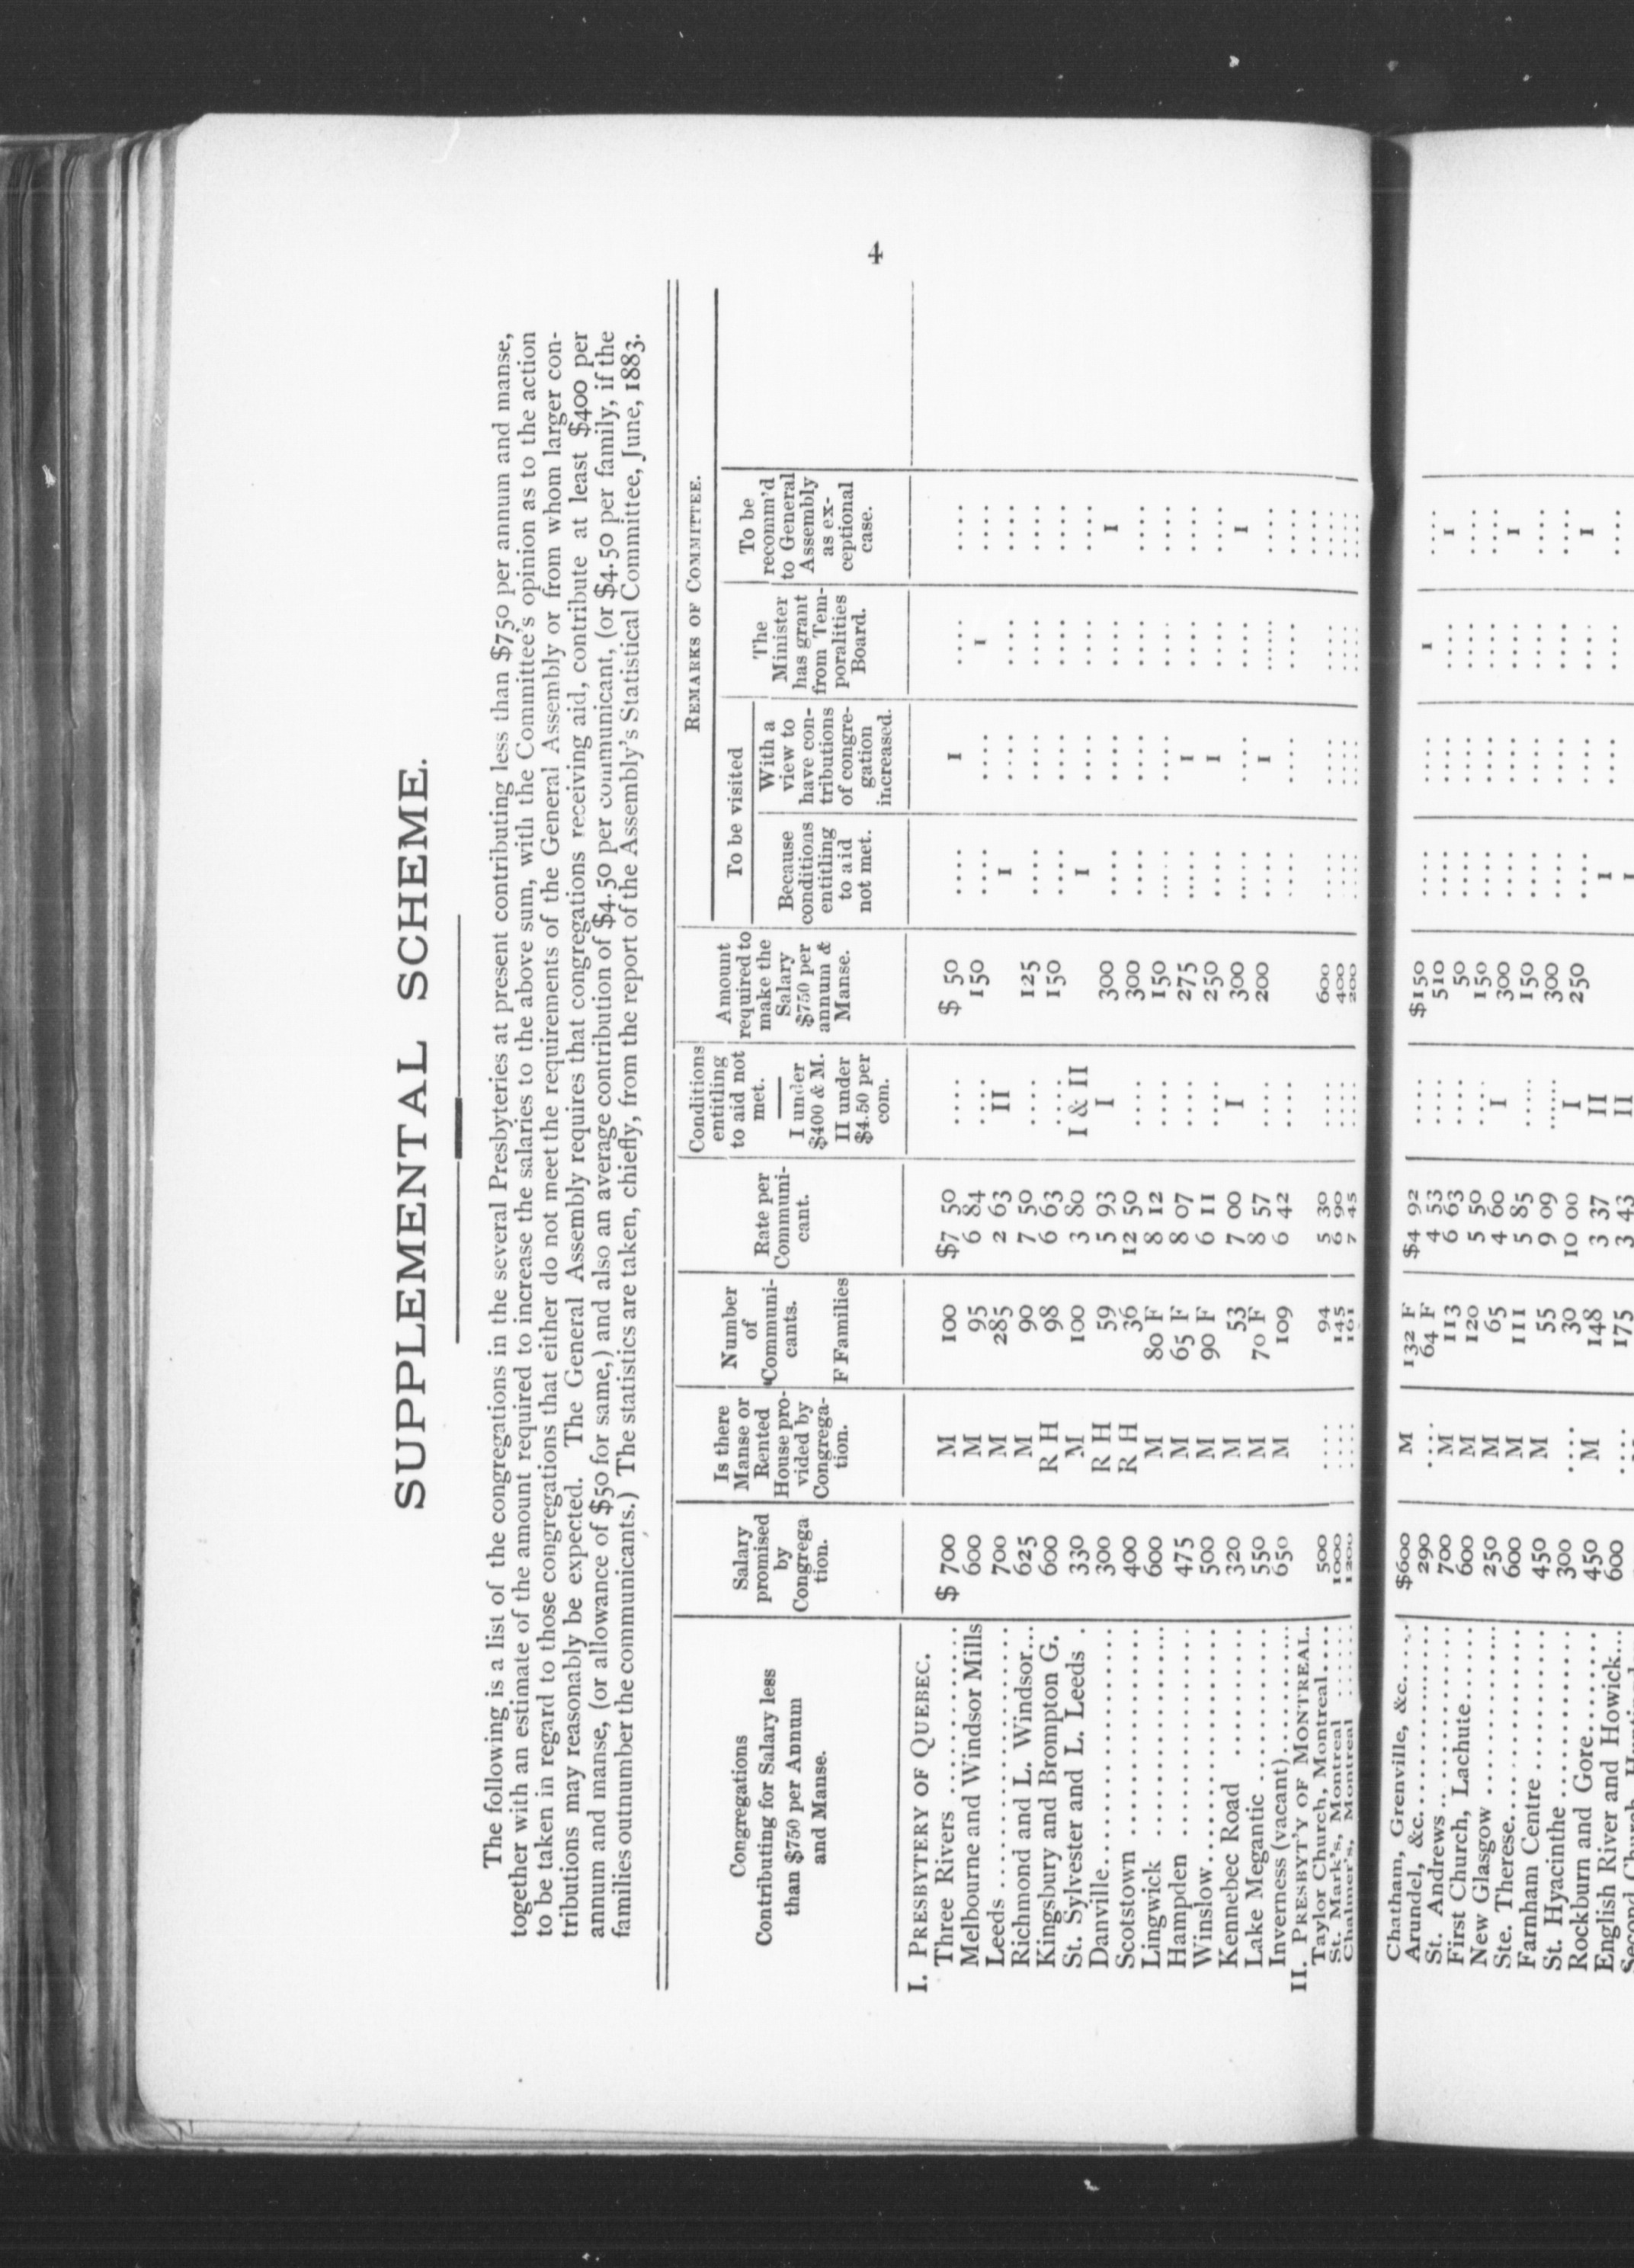 4
SUPPLEMENTAL SCHEME.
The following is a list of the congregations in the several Presbyteries at present contributing less than $750 per annum and manse,
together with an estimate of the amount required to increase the salaries to the above sum, with the Committee's opinion as to the action
to be taken in regard to those congregations that either do not meet the requirements of the General Assembly or from whom larger con-
tributions may reasonably be expected. The General Assembly requires that congregations receiving aid, contribute at least $400 per
annum and manse, (or allowance of $50 for same,) and also an average contribution of $4.50 per communicant, (or $4.50 per family, if the
families outnumber the communicants.) The statistics are taken, chiefly, from the report of the Assembly's Statistical Committee, June, 1883.
Congregations
Contributing for Salary less
than $750 per Annum
and Manse.
Salary
promised
by
Congrega
tion.
Is there
Manse or
Rented
House pro-
vided by
Congrega-
tion.
Number
of
Communi-
cants.
F Families
Rate per
Communi-
cant.
Conditions
entitling
to aid not
met.
I under
$400 & M.
II under
$4.50 per
com.
Amount
required to
make the
Salary
$750 per
annum &
Manse.
REMARKS OF COMMITTEE.
To be visited
Because
conditions
entitling
to aid
not met.
With a
view to
have con-
tributions
of congre-
gation
increased.
The
Minister
has grant
from Tem-
poralities
Board.
To be
recomm'd
to General
Assembly
as ex-
ceptional
case.
I. PRESBYTERY OF QUEBEC.
Three Rivers ............ $ 700 M 100 $7 50 .... $ 50 .... I .... ....
Melbourne and Windsor Mills 600 M 95 6 84 .... 150 .... .... I ....
Leeds .................. 700 M 285 2 63 II I .... .... ....
Richmond and L. Windsor... 625 M 90 7 50 .... 125 .... .... .... ....
Kingsbury and Brompton G. 600 R H 98 6 63 .... 150 .... .... .... ....
St. Sylvester and L. Leeds . 330 M 100 3 80 I & II I .... .... ....
Danville.................. 300 R H 59 5 93 I 300 .... .... .... I
Scotstown ................ 400 R H 36 12 50 .... 300 .... .... .... ....
Lingwick ................ 600 M 80 F 8 12 .... 150 .... .... .... ....
Hampden ................ 475 M 65 F 8 07 .... 275 .... I .... ....
Winslow.................. 500 M 90 F 6 11 .... 250 .... I .... ....
Kennebec Road .......... 320 M 53 7 00 I 300 .... .... .... I
Lake Megantic ............ 550 M 70 F 8 57 .... 200 .... I .... ....
Inverness (vacant).......... 650 M 109 6 42 .... .... .... .... ....
II. PRESBYT'Y OF MONTREAL.
Taylor Church, Montreal.... 500 .... 94 5 30 .... 600 .... .... .... ....
St. Mark's, Montreal ...... 1000 .... 145 6 90 .... 400 .... .... .... ....
Chalmer's, Montreal ...... 1200 .... 161 7 45 .... 200 .... .... .... ....
Chatham, Grenville, &c..... $600 M 132 F $4 92 .... $150 .... .... I ....
Arundel, &c............... 290 .... 64 F 4 53 .... 510 .... .... .... I
St. Andrews.............. 700 M 113 6 63 .... 50 .... .... .... ....
First Church, Lachute...... 600 M 120 5 50 .... 150 .... .... .... ....
New Glasgow ............ 250 M 65 4 60 I 300 .... .... .... I
Ste. Therese.............. 600 M 111 5 85 .... 150 .... .... .... ....
Farnham Centre .......... 450 M 55 9 09 .... 300 .... .... .... ....
St. Hyacinthe ............ 300 .... 30 10 00 I 250 .... .... .... I
Rockburn and Gore........ 450 M 148 3 37 II I .... .... ....
English River and Howick... 600 .... 175 3 43 II I
Second Church,